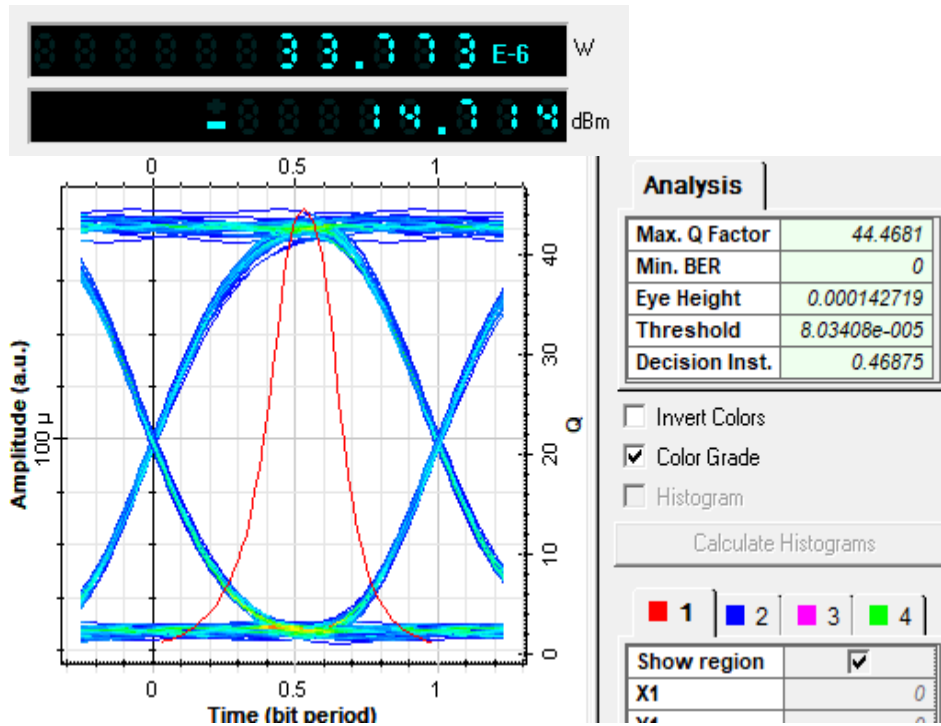 33.773 E-6 W
- 14.714 dBm
0 0.5 1
Analysis
Max. Q Factor 44.4681
Min. BER 0
Eye Height 0.000142719
Threshold 8.03408e-005
Decision Inst. 0.46875
Amplitude (a.u.)
100 µ
40
30
20
10
0
Q
Invert Colors
Color Grade
Histogram
Calculate Histograms
1 2 3 4
0 0.5 1
Time (bit period)
Show region
X1 0